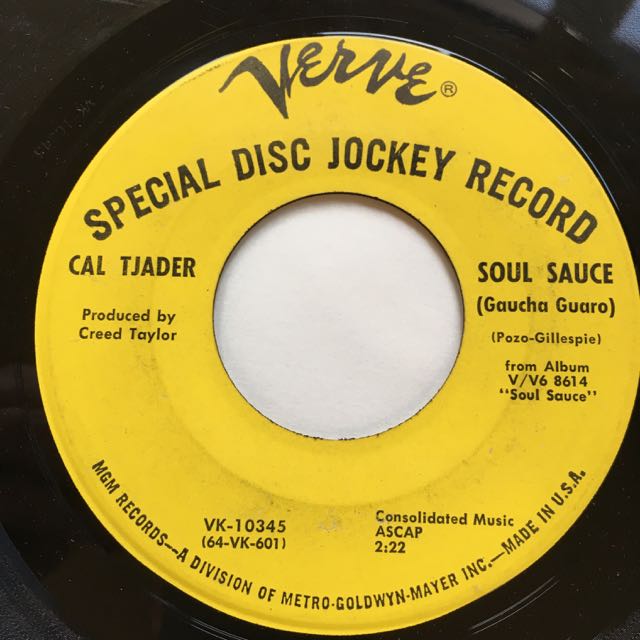 VERVE®
SPECIAL DISC JOCKEY RECORD
CAL TJADER
Produced by
Creed Taylor
SOUL SAUCE
(Gaucha Guaro)
(Pozo-Gillespie)
from Album
V/V6 8614
"Soul Sauce"
VK-10345
(64-VK-601)
Consolidated Music
ASCAP
2:22
MGM RECORDS—A DIVISION OF METRO-GOLDWYN-MAYER INC.—MADE IN U.S.A.